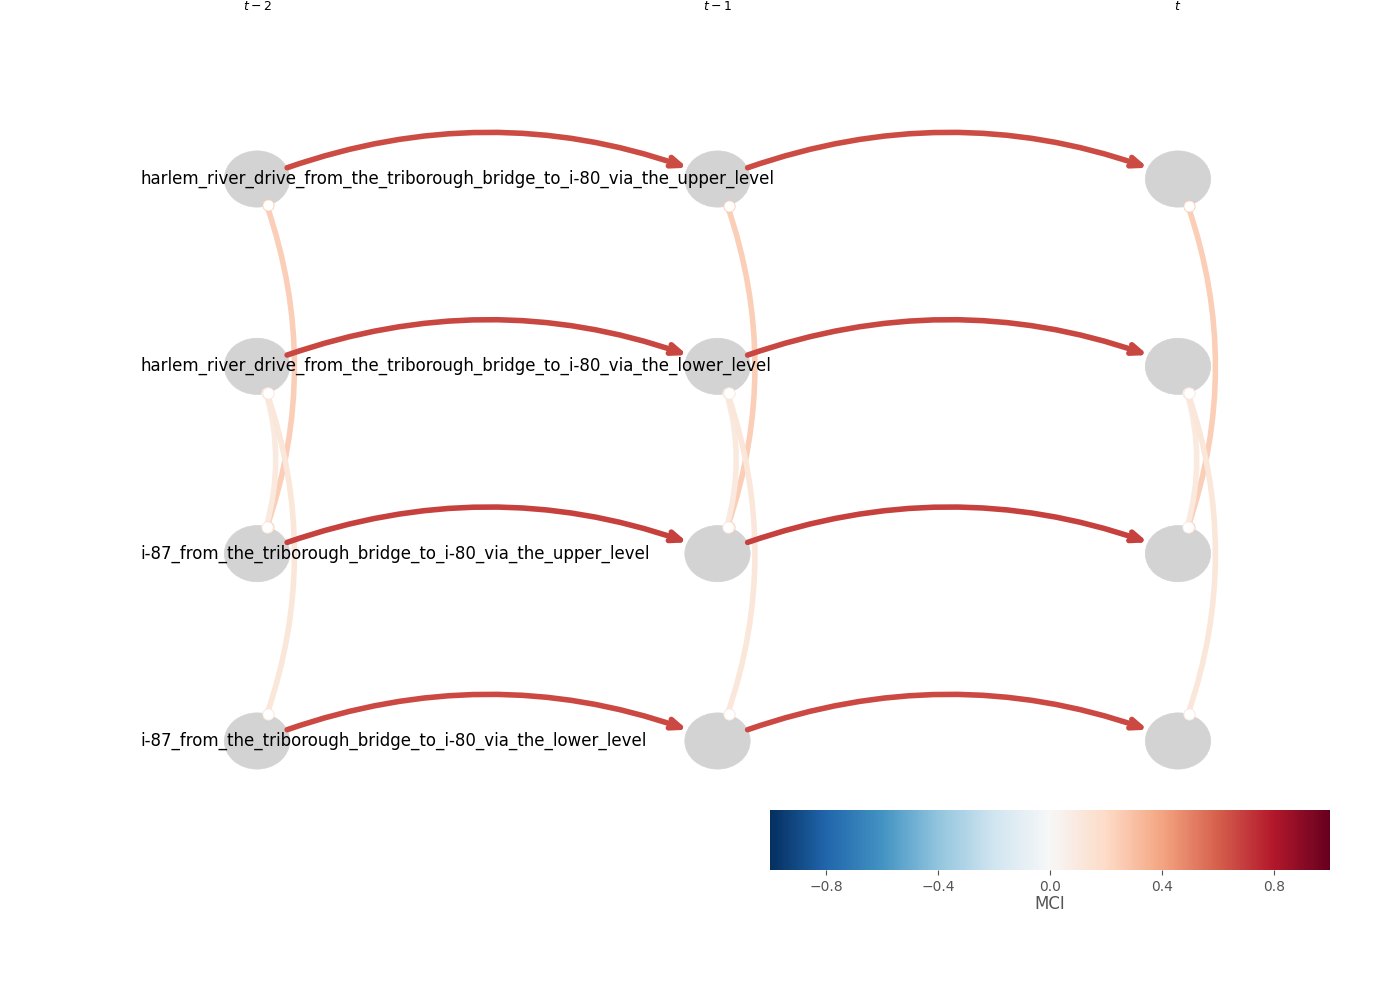 t − 2 t − 1 t
harlem_river_drive_from_the_triborough_bridge_to_i-80_via_the_upper_level
harlem_river_drive_from_the_triborough_bridge_to_i-80_via_the_lower_level
i-87_from_the_triborough_bridge_to_i-80_via_the_upper_level
i-87_from_the_triborough_bridge_to_i-80_via_the_lower_level
−0.8 −0.4 0.0 0.4 0.8
MCI